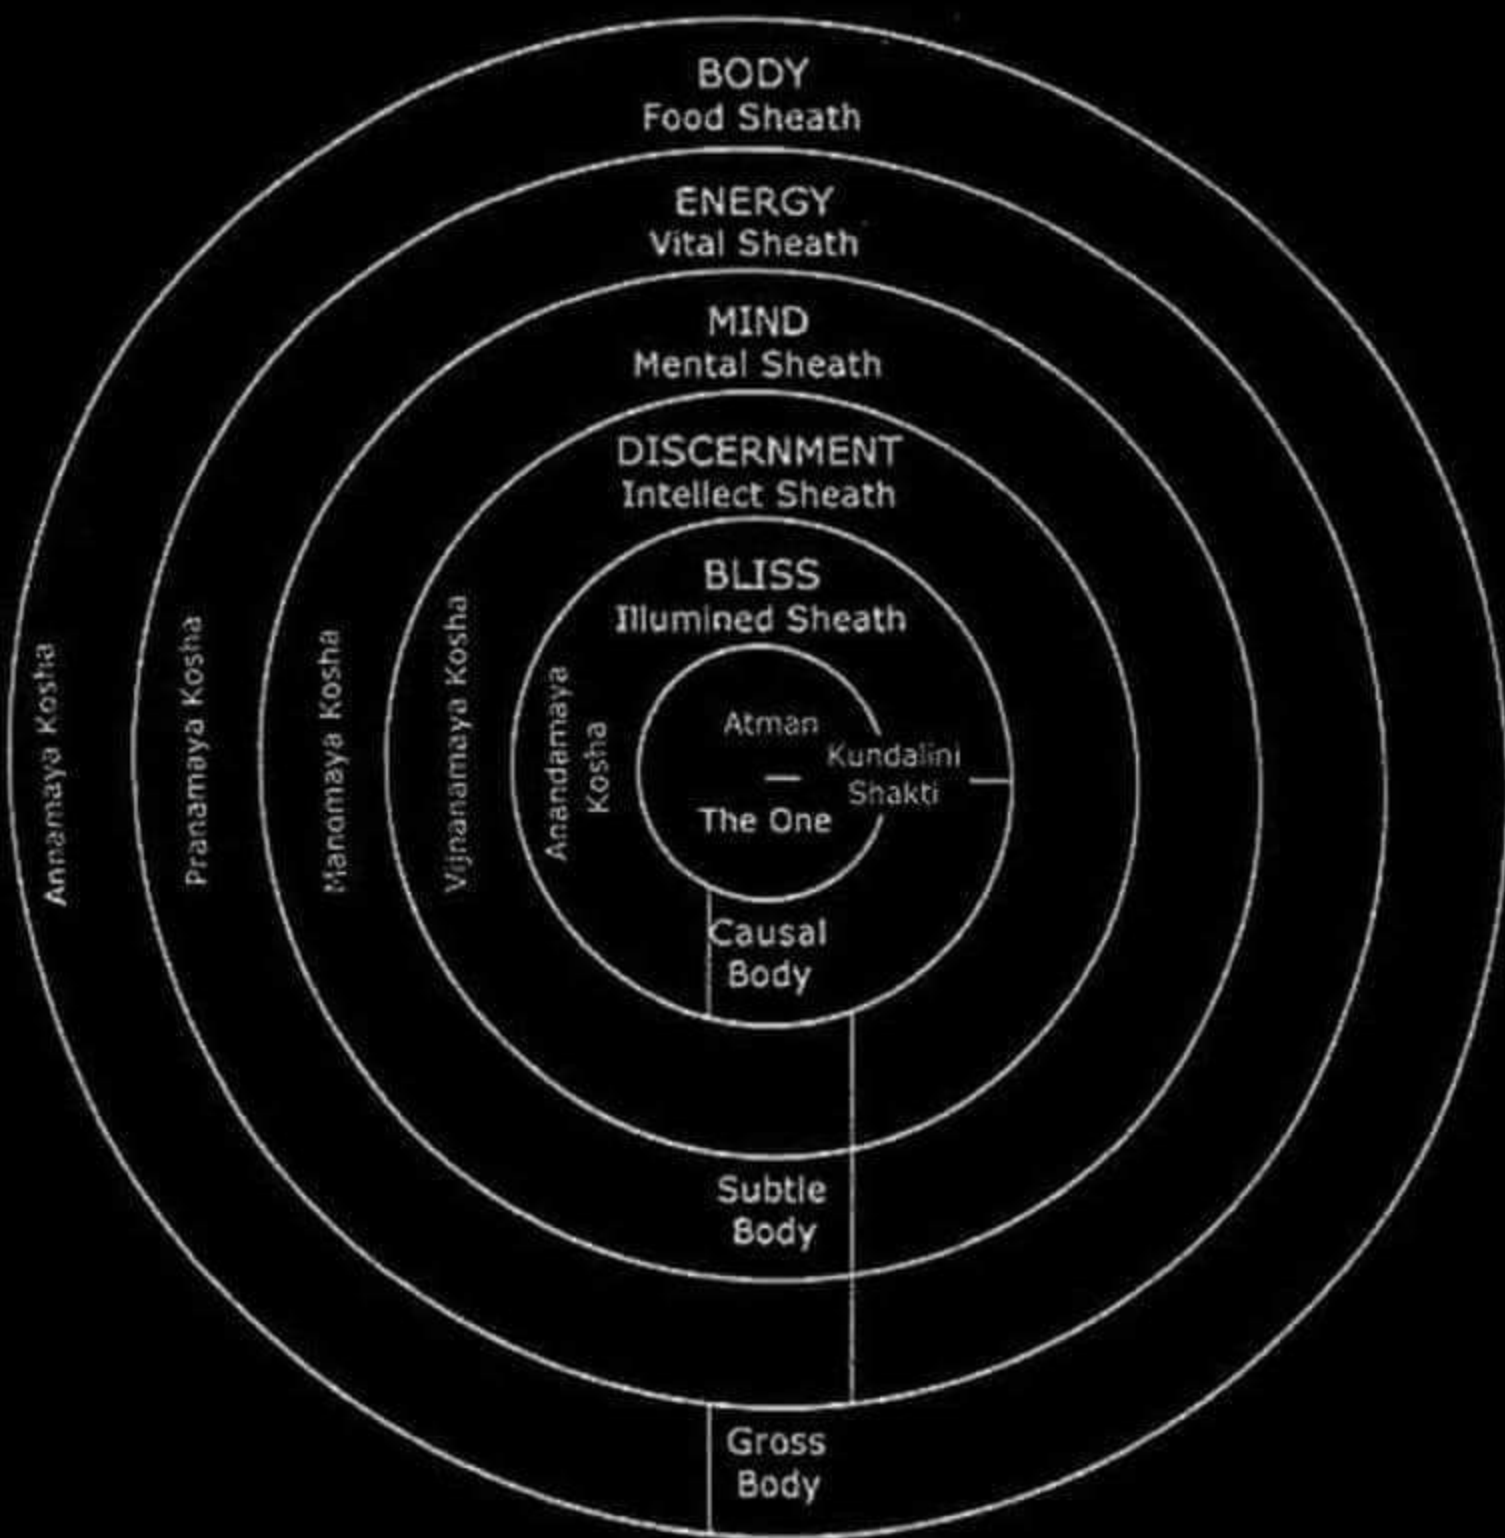 BODY
Food Sheath
ENERGY
Vital Sheath
MIND
Mental Sheath
DISCERNMENT
Intellect Sheath
BLISS
Illumined Sheath
Annamaya Kosha
Pranamaya Kosha
Manomaya Kosha
Vijnanamaya Kosha
Anandamaya
Kosha
Atman
Kundalini
Shakti
The One
Causal
Body
Subtle
Body
Gross
Body